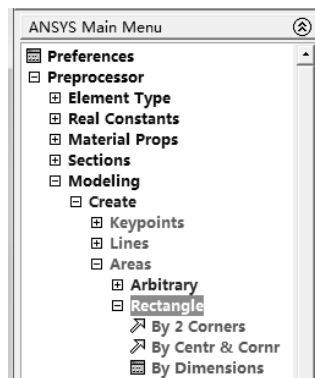 ANSYS Main Menu
Preferences
Preprocessor
Element Type
Real Constants
Material Props
Sections
Modeling
Create
Keypoints
Lines
Areas
Arbitrary
Rectangle
By 2 Corners
By Centr & Cornr
By Dimensions